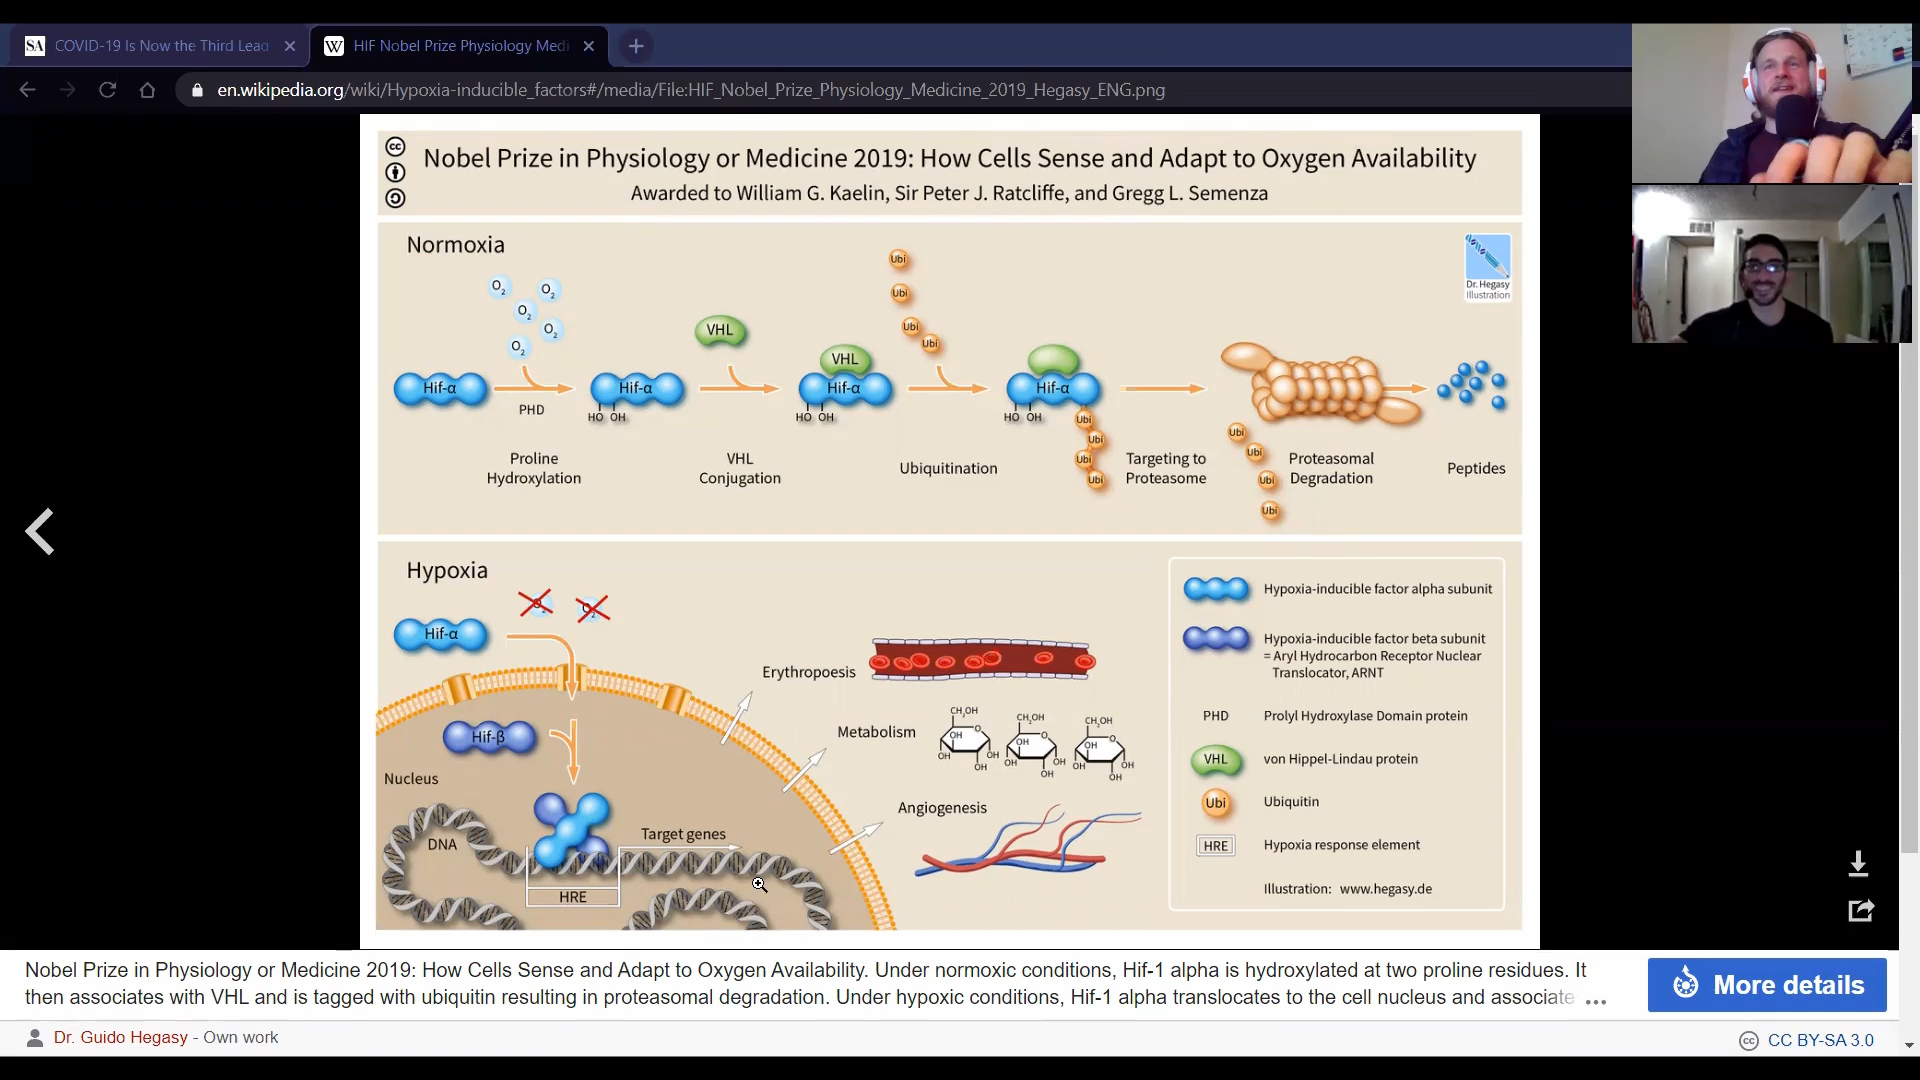 SA COVID-19 Is Now the Third Lead
W HIF Nobel Prize Physiology Medi
en.wikipedia.org/wiki/Hypoxia-inducible_factors#/media/File:HIF_Nobel_Prize_Physiology_Medicine_2019_Hegasy_ENG.png
cc
Nobel Prize in Physiology or Medicine 2019: How Cells Sense and Adapt to Oxygen Availability
Awarded to William G. Kaelin, Sir Peter J. Ratcliffe, and Gregg L. Semenza
Normoxia
Dr. Hegasy
Illustration
O2 O2
O2
O2
O2
Ubi
Ubi
Ubi
Ubi
VHL
VHL
Hif-α
Hif-α
Hif-α
Hif-α
PHD
HO OH
HO OH
HO OH
Ubi
Ubi
Ubi
Ubi
Ubi
Ubi
Ubi
Ubi
Proline
Hydroxylation
VHL
Conjugation
Ubiquitination
Targeting to
Proteasome
Proteasomal
Degradation
Peptides
Hypoxia
O2 O2
Hif-α
Hif-β
Nucleus
DNA
Target genes
HRE
Erythropoesis
Metabolism
CH2OH CH2OH CH2OH
O O O
OH OH OH
OH OH OH OH OH OH
OH OH OH
Angiogenesis
Hypoxia-inducible factor alpha subunit
Hypoxia-inducible factor beta subunit
= Aryl Hydrocarbon Receptor Nuclear
Translocator, ARNT
PHD Prolyl Hydroxylase Domain protein
VHL von Hippel-Lindau protein
Ubi Ubiquitin
HRE Hypoxia response element
Illustration: www.hegasy.de
Nobel Prize in Physiology or Medicine 2019: How Cells Sense and Adapt to Oxygen Availability. Under normoxic conditions, Hif-1 alpha is hydroxylated at two proline residues. It
then associates with VHL and is tagged with ubiquitin resulting in proteasomal degradation. Under hypoxic conditions, Hif-1 alpha translocates to the cell nucleus and associate ...
More details
Dr. Guido Hegasy - Own work
cc CC BY-SA 3.0